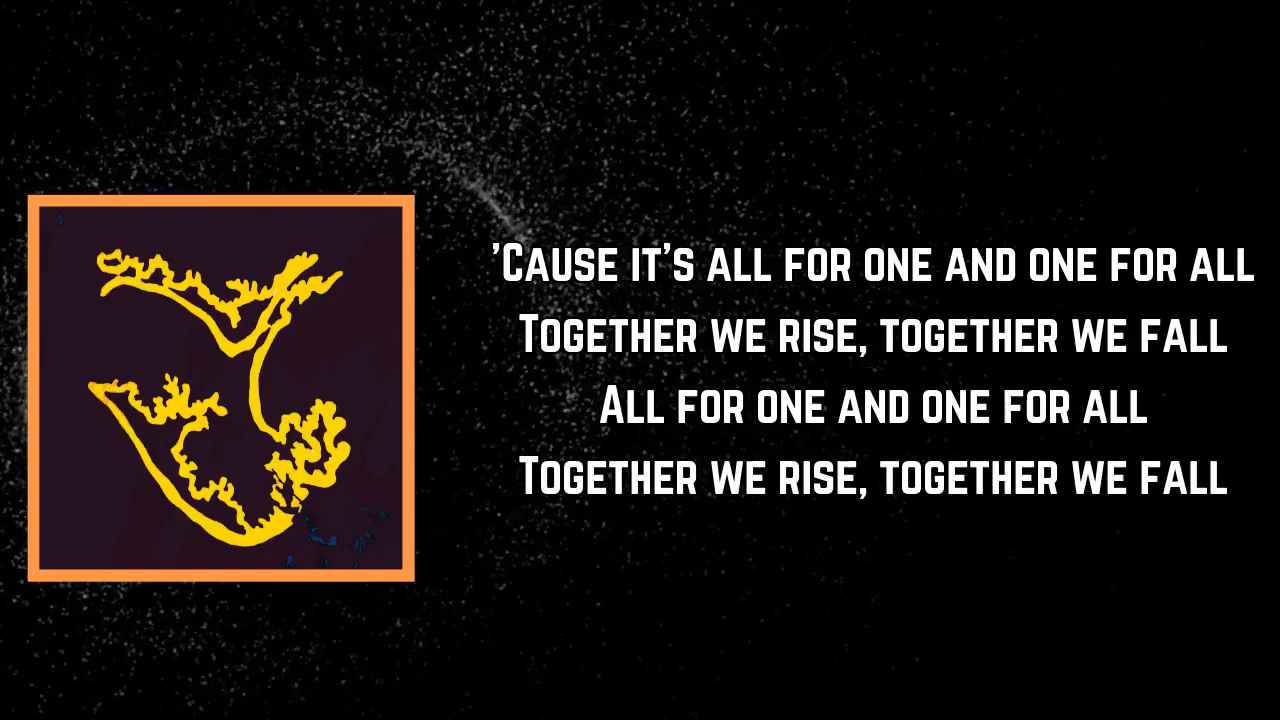 'Cause it's all for one and one for all
Together we rise, together we fall
All for one and one for all
Together we rise, together we fall